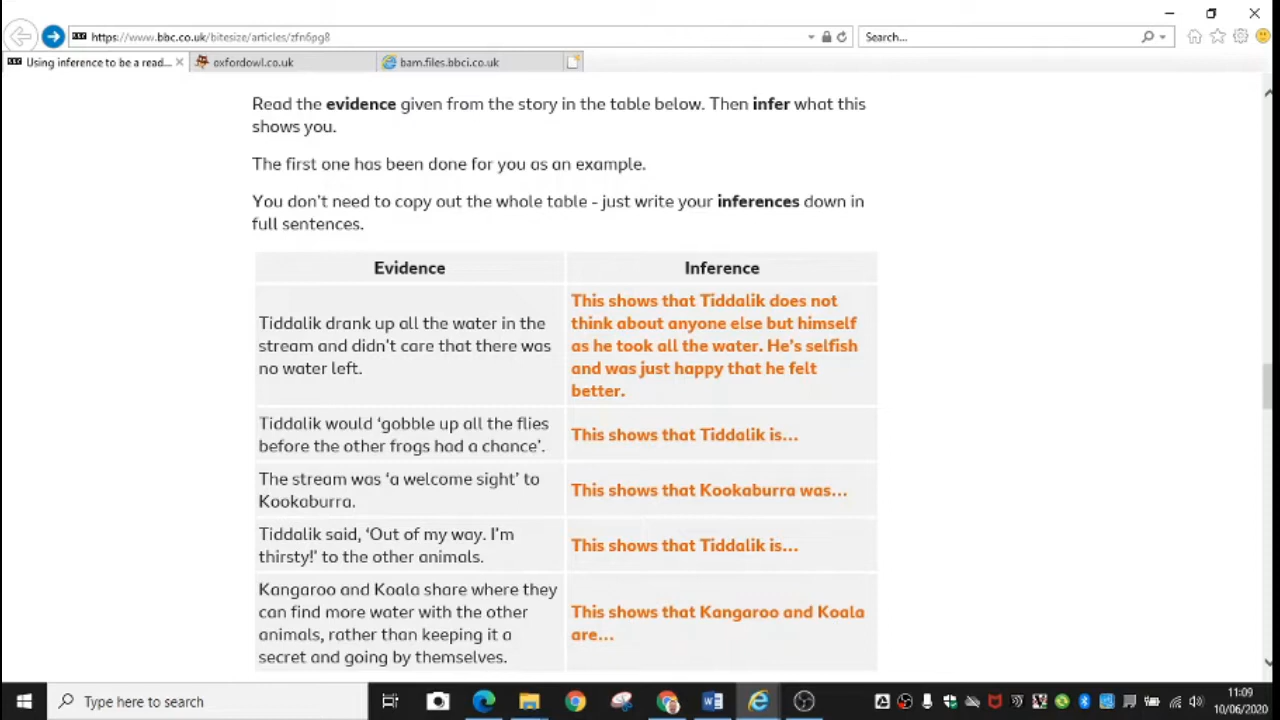 https://www.bbc.co.uk/bitesize/articles/zfn6pg8
Search...
Using inference to be a read...
oxfordowl.co.uk
bam.files.bbci.co.uk
Read the evidence given from the story in the table below. Then infer what this
shows you.
The first one has been done for you as an example.
You don't need to copy out the whole table - just write your inferences down in
full sentences.
Evidence
Inference
Tiddalik drank up all the water in the
stream and didn't care that there was
no water left.
This shows that Tiddalik does not
think about anyone else but himself
as he took all the water. He's selfish
and was just happy that he felt
better.
Tiddalik would ‘gobble up all the flies
before the other frogs had a chance’.
This shows that Tiddalik is...
The stream was ‘a welcome sight’ to
Kookaburra.
This shows that Kookaburra was...
Tiddalik said, ‘Out of my way. I'm
thirsty!’ to the other animals.
This shows that Tiddalik is...
Kangaroo and Koala share where they
can find more water with the other
animals, rather than keeping it a
secret and going by themselves.
This shows that Kangaroo and Koala
are...
Type here to search
11:09
10/06/2020